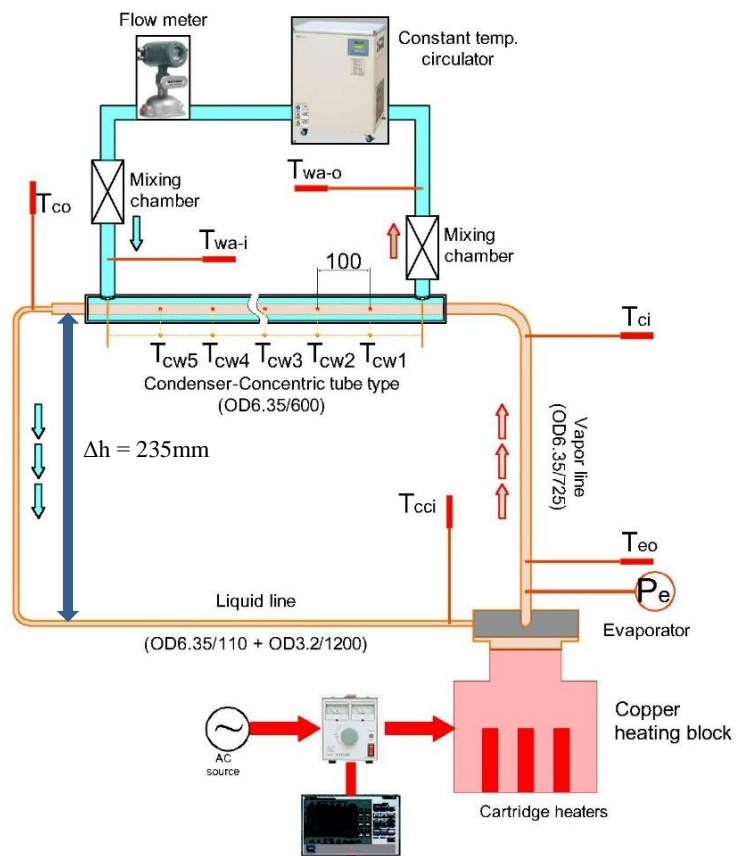 Flow meter
Constant temp.
circulator
Mixing
chamber
Twa-o
Tco
Twa-i
Mixing
chamber
100
Tci
Tcw5 Tcw4 Tcw3 Tcw2 Tcw1
Condenser-Concentric tube type
(OD6.35/600)
Vapor line
(OD6.35/725)
Δh = 235mm
Tcci
Teo
Pe
Liquid line
Evaporator
(OD6.35/110 + OD3.2/1200)
Copper
heating block
AC
source
Cartridge heaters